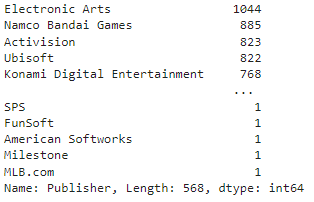 Electronic Arts 1044
Namco Bandai Games 885
Activision 823
Ubisoft 822
Konami Digital Entertainment 768
...
SPS 1
FunSoft 1
American Softworks 1
Milestone 1
MLB.com 1
Name: Publisher, Length: 568, dtype: int64